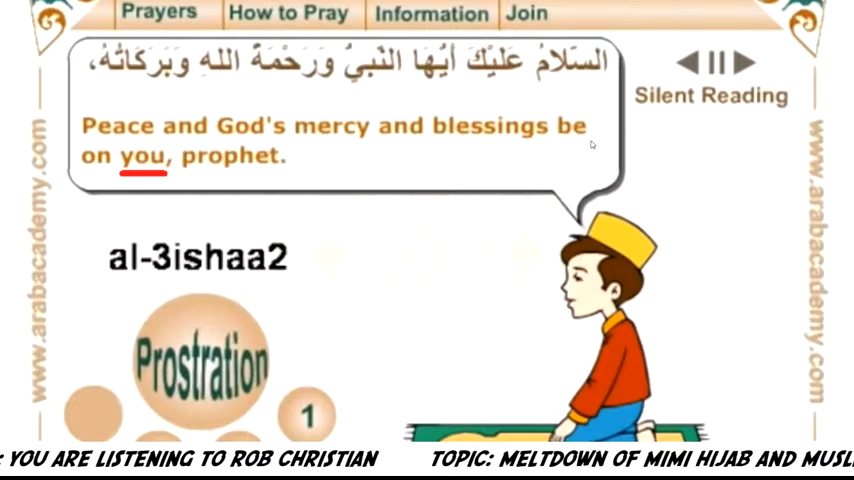 Prayers How to Pray Information Join
السّلامُ عَلَيْكَ أيُهَا النّبيُّ وَرَحْمَةُ اللهِ وَبَرَكَاتُهُ،
Silent Reading
Peace and God's mercy and blessings be
on you, prophet.
al-3ishaa2
Prostration
1
www.arabacademy.com
www.arabacademy.com
: YOU ARE LISTENING TO ROB CHRISTIAN TOPIC: MELTDOWN OF MIMI HIJAB AND